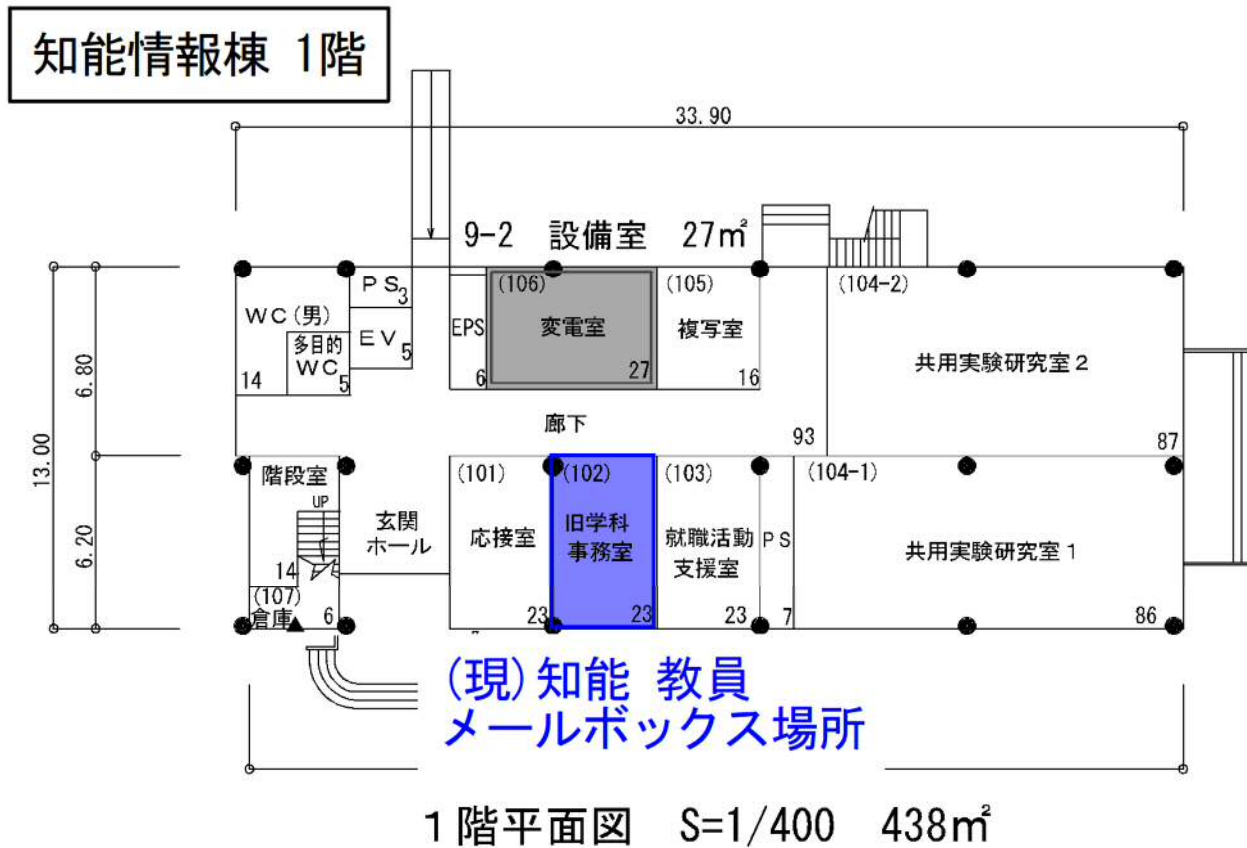 知能情報棟 1階
33.90
9-2 設備室 27㎡
13.00
6.80
6.20
WC(男)
14
多目的
WC
5
PS
3
EV
5
EPS
6
(106)
変電室
27
(105)
複写室
16
(104-2)
共用実験研究室2
87
廊下
93
階段室
UP
14
(107)
倉庫
6
玄関
ホール
(101)
応接室
23
(102)
旧学科
事務室
23
(103)
就職活動
支援室
23
PS
7
(104-1)
共用実験研究室1
86
(現)知能 教員
メールボックス場所
1階平面図 S=1/400 438㎡